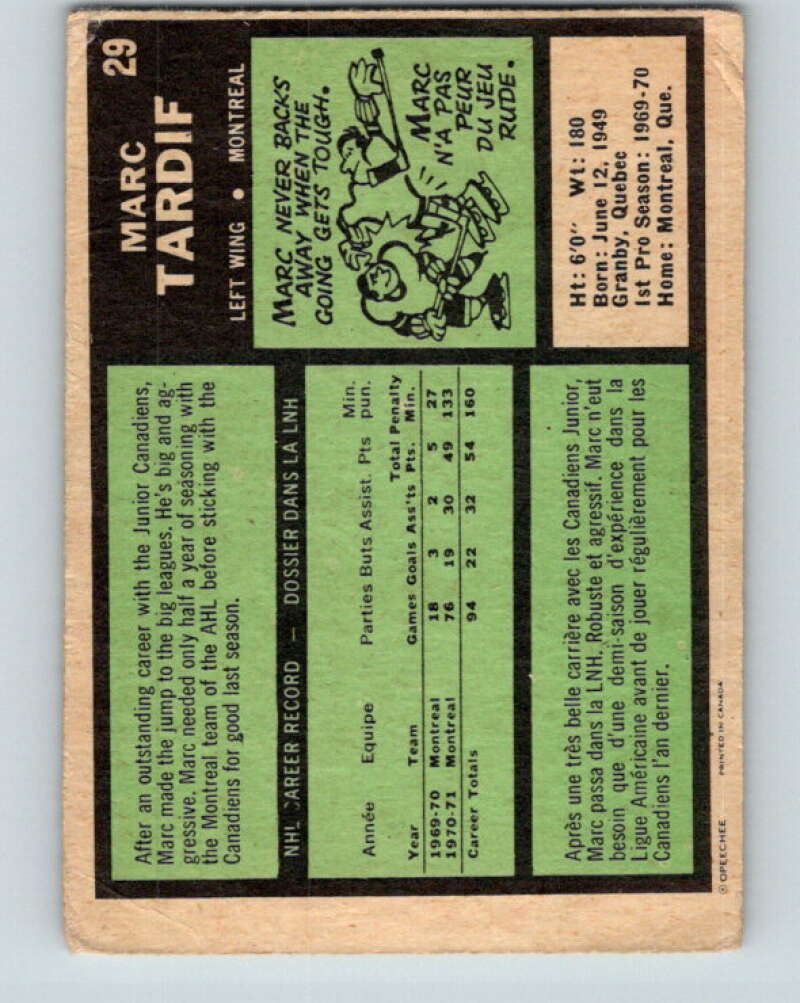 29
MARC
TARDIF
LEFT WING • MONTREAL
MARC NEVER BACKS
AWAY WHEN THE
GOING GETS TOUGH.
MARC
N'A PAS
PEUR
DU JEU
RUDE.
Ht: 6'0" Wt: 180
Born: June 12, 1949
Granby, Quebec
1st Pro Season: 1969-70
Home: Montreal, Que.
After an outstanding career with the Junior Canadiens,
Marc made the jump to the big leagues. He's big and ag-
gressive. Marc needed only half a year of seasoning with
the Montreal team of the AHL before sticking with the
Canadiens for good last season.
NHL CAREER RECORD — DOSSIER DANS LA LNH
Min.
Année Equipe Parties Buts Assist. Pts pun.
Total Penalty
Year Team Games Goals Ass'ts Pts. Min.
1969-70 Montreal 18 3 2 5 27
1970-71 Montreal 76 19 30 49 133
Career Totals 94 22 32 54 160
Après une très belle carrière avec les Canadiens Junior,
Marc passa dans la LNH. Robuste et agressif. Marc n'eut
besoin que d'une demi-saison d'expérience dans la
Ligue Américaine avant de jouer régulièrement pour les
Canadiens l'an dernier.
© OPEECHEE PRINTED IN CANADA